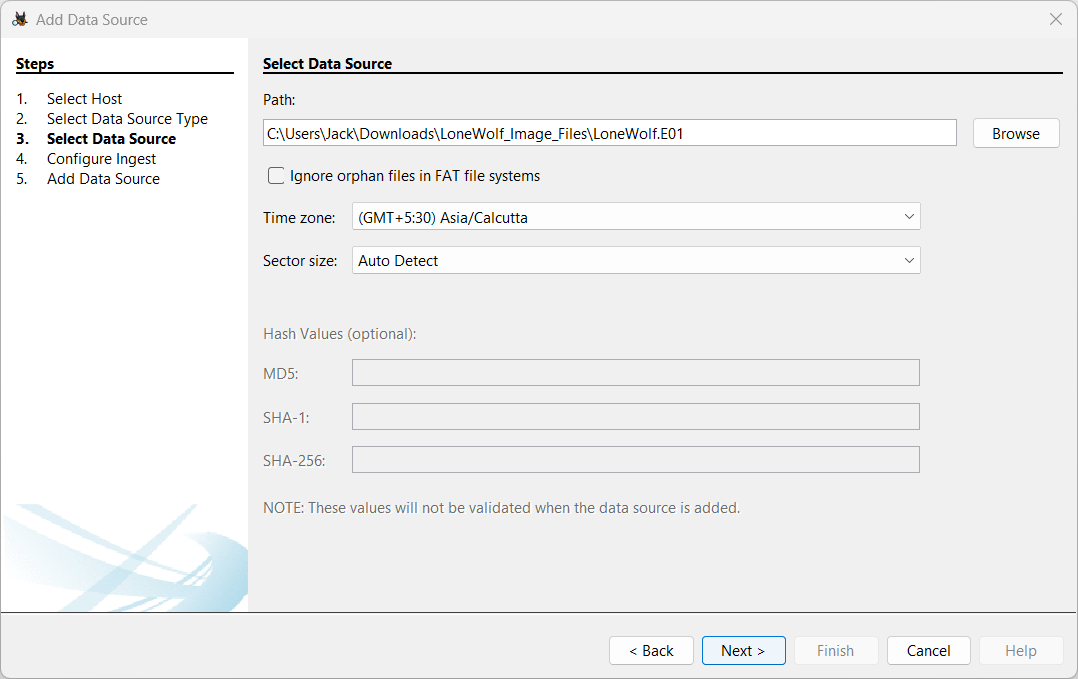 Add Data Source
Steps
1. Select Host
2. Select Data Source Type
3. Select Data Source
4. Configure Ingest
5. Add Data Source
Select Data Source
Path:
C:\Users\Jack\Downloads\LoneWolf_Image_Files\LoneWolf.E01
Browse
Ignore orphan files in FAT file systems
Time zone: (GMT+5:30) Asia/Calcutta
Sector size: Auto Detect
Hash Values (optional):
MD5:
SHA-1:
SHA-256:
NOTE: These values will not be validated when the data source is added.
< Back Next > Finish Cancel Help